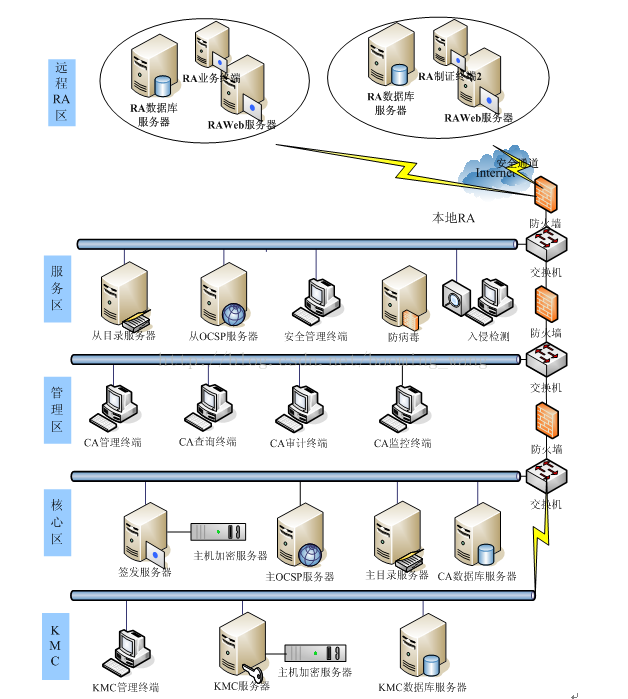 远程RA区
RA数据库服务器
RA业务终端
RAWeb服务器
RA数据库服务器
RA制证终端2
RAWeb服务器
安全通道
Internet
防火墙
本地RA
交换机
服务区
从目录服务器
从OCSP服务器
安全管理终端
防病毒
入侵检测
防火墙
交换机
管理区
CA管理终端
CA查询终端
CA审计终端
CA监控终端
防火墙
交换机
核心区
签发服务器
主机加密服务器
主OCSP服务器
主目录服务器
CA数据库服务器
KMC
KMC管理终端
KMC服务器
主机加密服务器
KMC数据库服务器